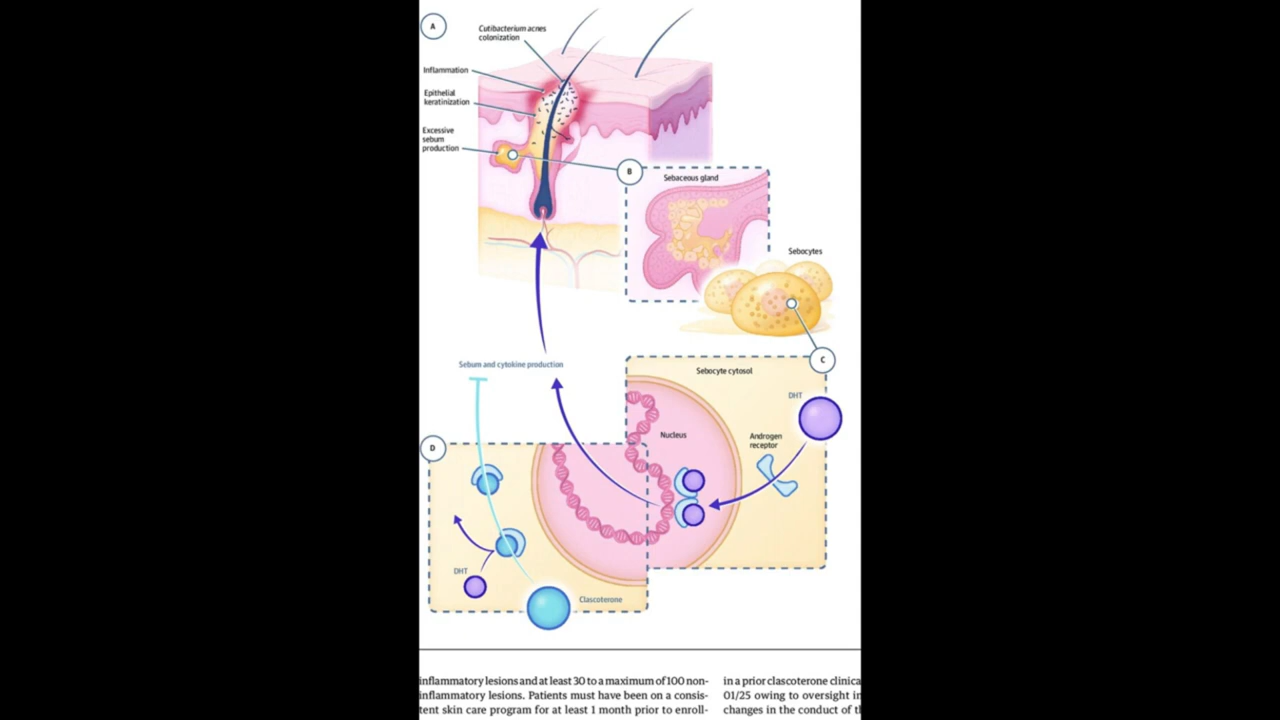 A
Cutibacterium acnes
colonization
Inflammation
Epithelial
keratinization
Excessive
sebum
production
B
Sebaceous gland
Sebocytes
C
Sebum and cytokine production
Sebocyte cytosol
DHT
Nucleus
Androgen
receptor
D
DHT
Clascoterone
inflammatory lesions and at least 30 to a maximum of 100 non-
inflammatory lesions. Patients must have been on a consis-
tent skin care program for at least 1 month prior to enroll-
in a prior clascoterone clinica
01/25 owing to oversight in
changes in the conduct of t